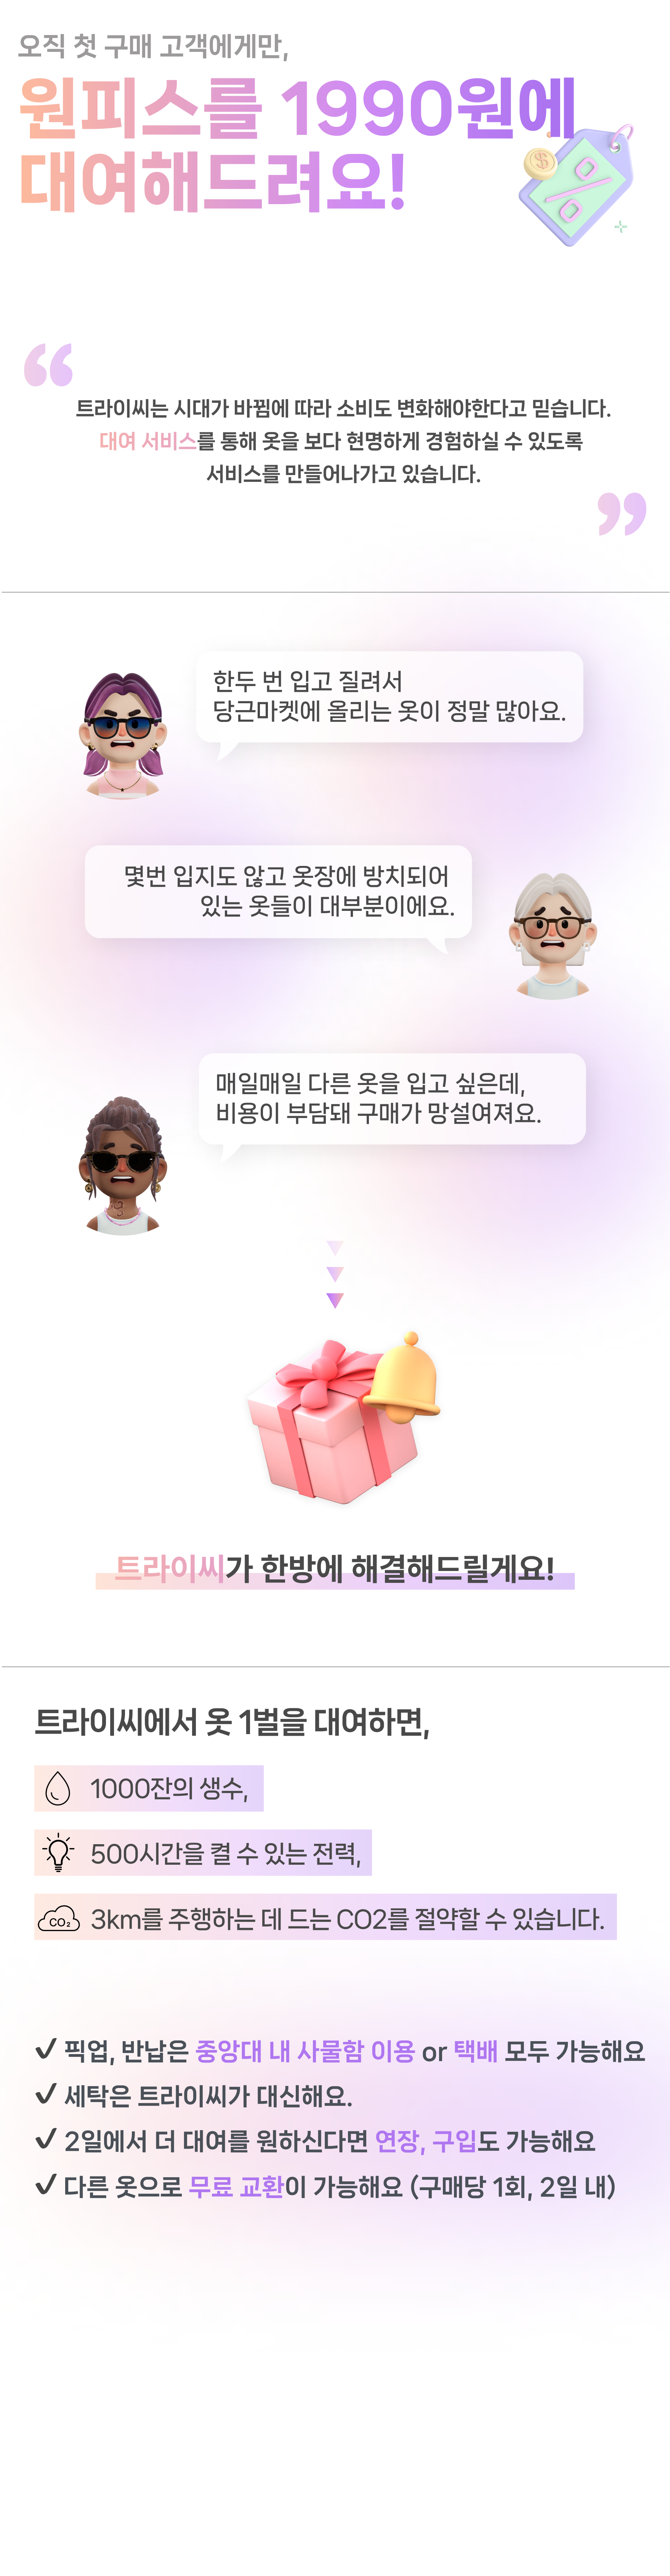 오직 첫 구매 고객에게만,
원피스를 1990원에
대여해드려요!
$
%
“
트라이씨는 시대가 바뀜에 따라 소비도 변화해야한다고 믿습니다.
대여 서비스를 통해 옷을 보다 현명하게 경험하실 수 있도록
서비스를 만들어나가고 있습니다.
”
한두 번 입고 질려서
당근마켓에 올리는 옷이 정말 많아요.
몇번 입지도 않고 옷장에 방치되어
있는 옷들이 대부분이에요.
매일매일 다른 옷을 입고 싶은데,
비용이 부담돼 구매가 망설여져요.
트라이씨가 한방에 해결해드릴게요!
트라이씨에서 옷 1벌을 대여하면,
1000잔의 생수,
500시간을 켤 수 있는 전력,
CO₂ 3km를 주행하는 데 드는 CO2를 절약할 수 있습니다.
✔ 픽업, 반납은 중앙대 내 사물함 이용 or 택배 모두 가능해요
✔ 세탁은 트라이씨가 대신해요.
✔ 2일에서 더 대여를 원하신다면 연장, 구입도 가능해요
✔ 다른 옷으로 무료 교환이 가능해요 (구매당 1회, 2일 내)